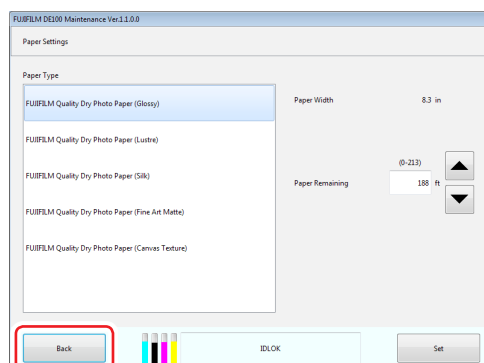 FUJIFILM DE100 Maintenance Ver.1.1.0.0
Paper Settings
Paper Type
FUJIFILM Quality Dry Photo Paper (Glossy)
FUJIFILM Quality Dry Photo Paper (Lustre)
FUJIFILM Quality Dry Photo Paper (Silk)
FUJIFILM Quality Dry Photo Paper (Fine Art Matte)
FUJIFILM Quality Dry Photo Paper (Canvas Texture)
Paper Width 8.3 in
(0-213)
Paper Remaining 188 ft
Back IDLOK Set